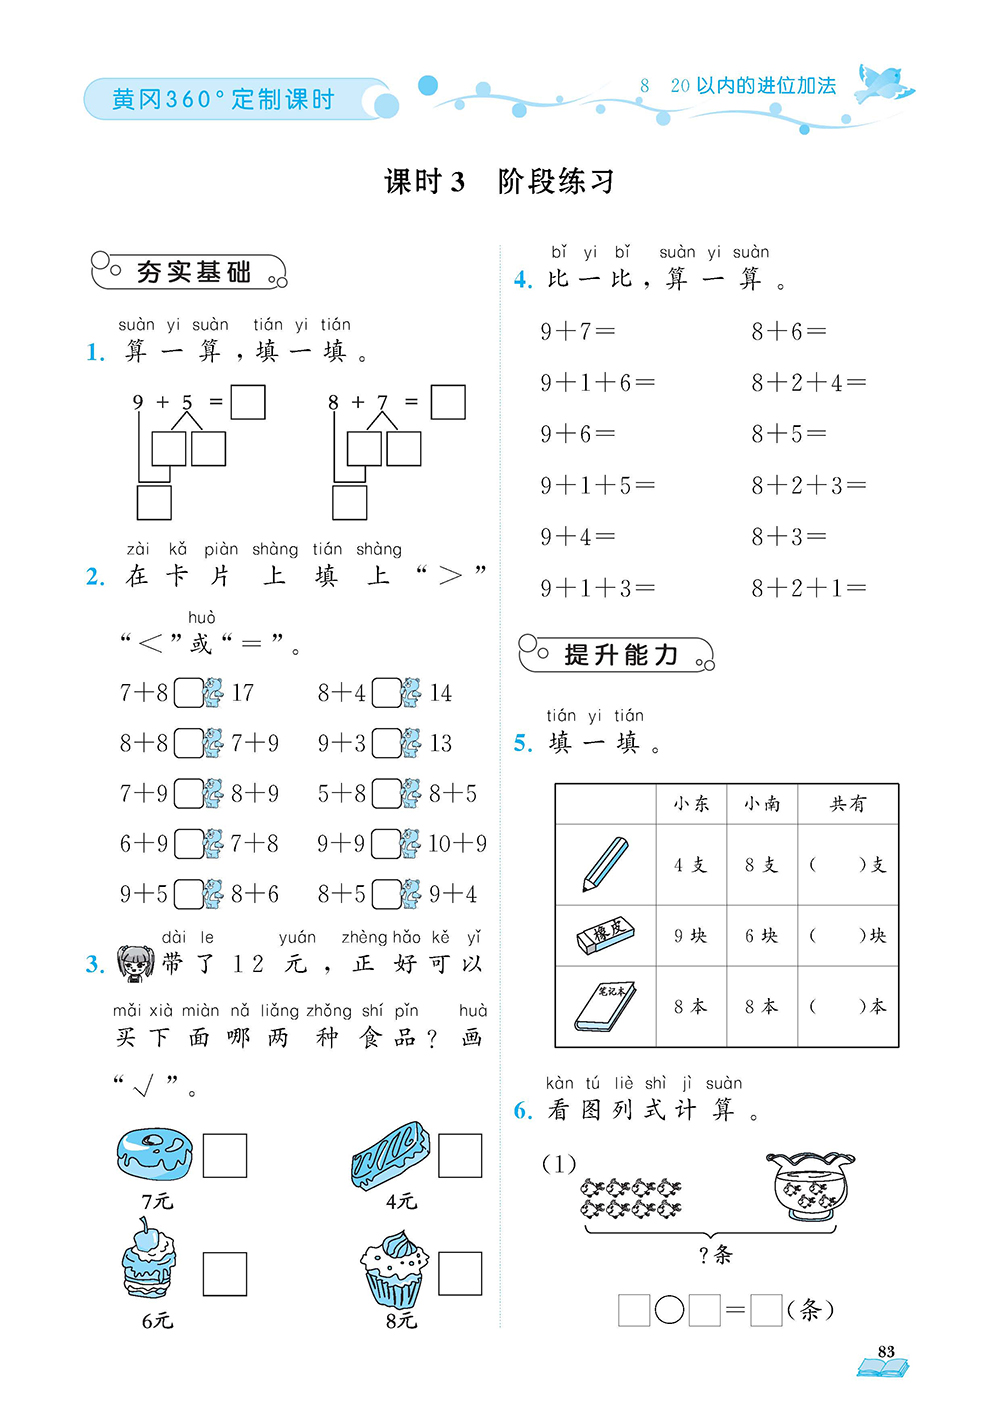 黄冈360°定制课时
8 20以内的进位加法
课时3 阶段练习
夯实基础
suàn yi suàn tián yi tián
1. 算一算,填一填。
9+5=□ 8+7=□
zài kǎ piàn shàng tián shàng
2. 在卡片上填上“>”
huò
“<”或“=”。
7+8 17 8+4 14
8+8 7+9 9+3 13
7+9 8+9 5+8 8+5
6+9 7+8 9+9 10+9
9+5 8+6 8+5 9+4
dài le yuán zhèng hǎo kě yǐ
3. 带了12元,正好可以
mǎi xià miàn nǎ liǎng zhǒng shí pǐn huà
买下面哪两种食品?画
“√”。
7元 4元
6元 8元
bǐ yi bǐ suàn yi suàn
4. 比一比,算一算。
9+7= 8+6=
9+1+6= 8+2+4=
9+6= 8+5=
9+1+5= 8+2+3=
9+4= 8+3=
9+1+3= 8+2+1=
提升能力
tián yi tián
5. 填一填。
小东 小南 共有
4支 8支 ( )支
橡皮 9块 6块 ( )块
笔记本 8本 8本 ( )本
kàn tú liè shì jì suàn
6. 看图列式计算。
(1)
?条
□○□=□(条)
83